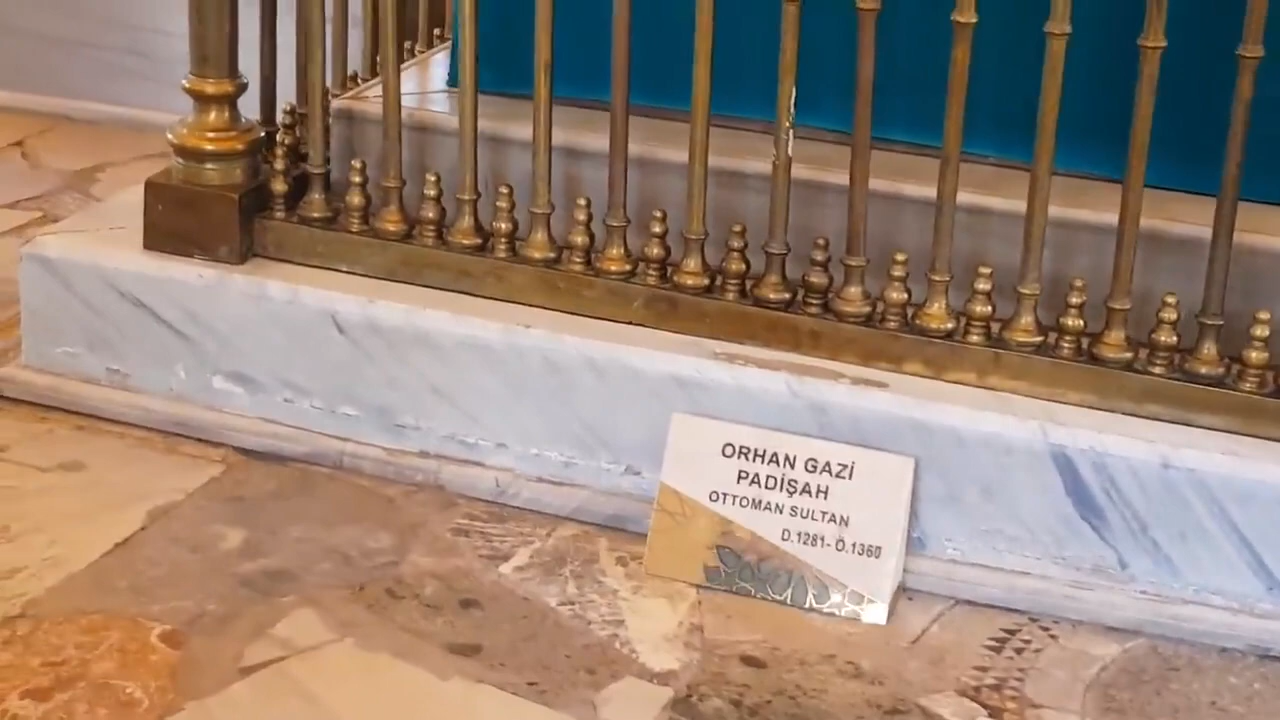 ORHAN GAZİ
PADİŞAH
OTTOMAN SULTAN
D.1281- Ö.1360